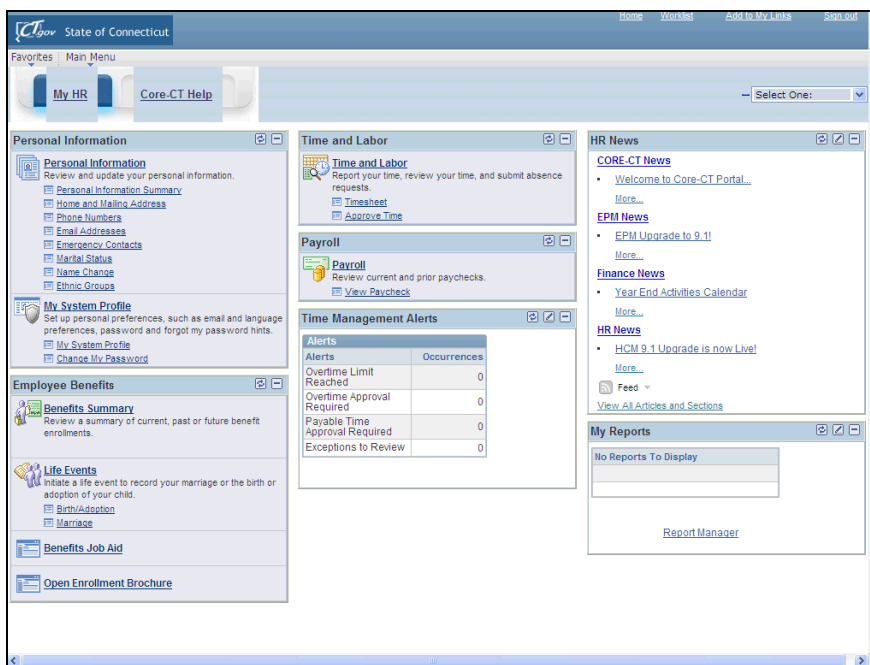 Home Worklist Add to My Links Sign out
CT.gov State of Connecticut
Favorites Main Menu
My HR Core-CT Help
Select One:
Personal Information
Personal Information
Review and update your personal information.
Personal Information Summary
Home and Mailing Address
Phone Numbers
Email Addresses
Emergency Contacts
Marital Status
Name Change
Ethnic Groups
My System Profile
Set up personal preferences, such as email and language
preferences, password and forgot my password hints.
My System Profile
Change My Password
Employee Benefits
Benefits Summary
Review a summary of current, past or future benefit
enrollments.
Life Events
Initiate a life event to record your marriage or the birth or
adoption of your child.
Birth/Adoption
Marriage
Benefits Job Aid
Open Enrollment Brochure
Time and Labor
Time and Labor
Report your time, review your time, and submit absence
requests.
Timesheet
Approve Time
Payroll
Payroll
Review current and prior paychecks.
View Paycheck
Time Management Alerts
Alerts
Alerts Occurrences
Overtime Limit
Reached 0
Overtime Approval
Required 0
Payable Time
Approval Required 0
Exceptions to Review 0
HR News
CORE-CT News
• Welcome to Core-CT Portal...
More...
EPM News
• EPM Upgrade to 9.1!
More...
Finance News
• Year End Activities Calendar
More...
HR News
• HCM 9.1 Upgrade is now Live!
More...
Feed
View All Articles and Sections
My Reports
No Reports To Display
Report Manager